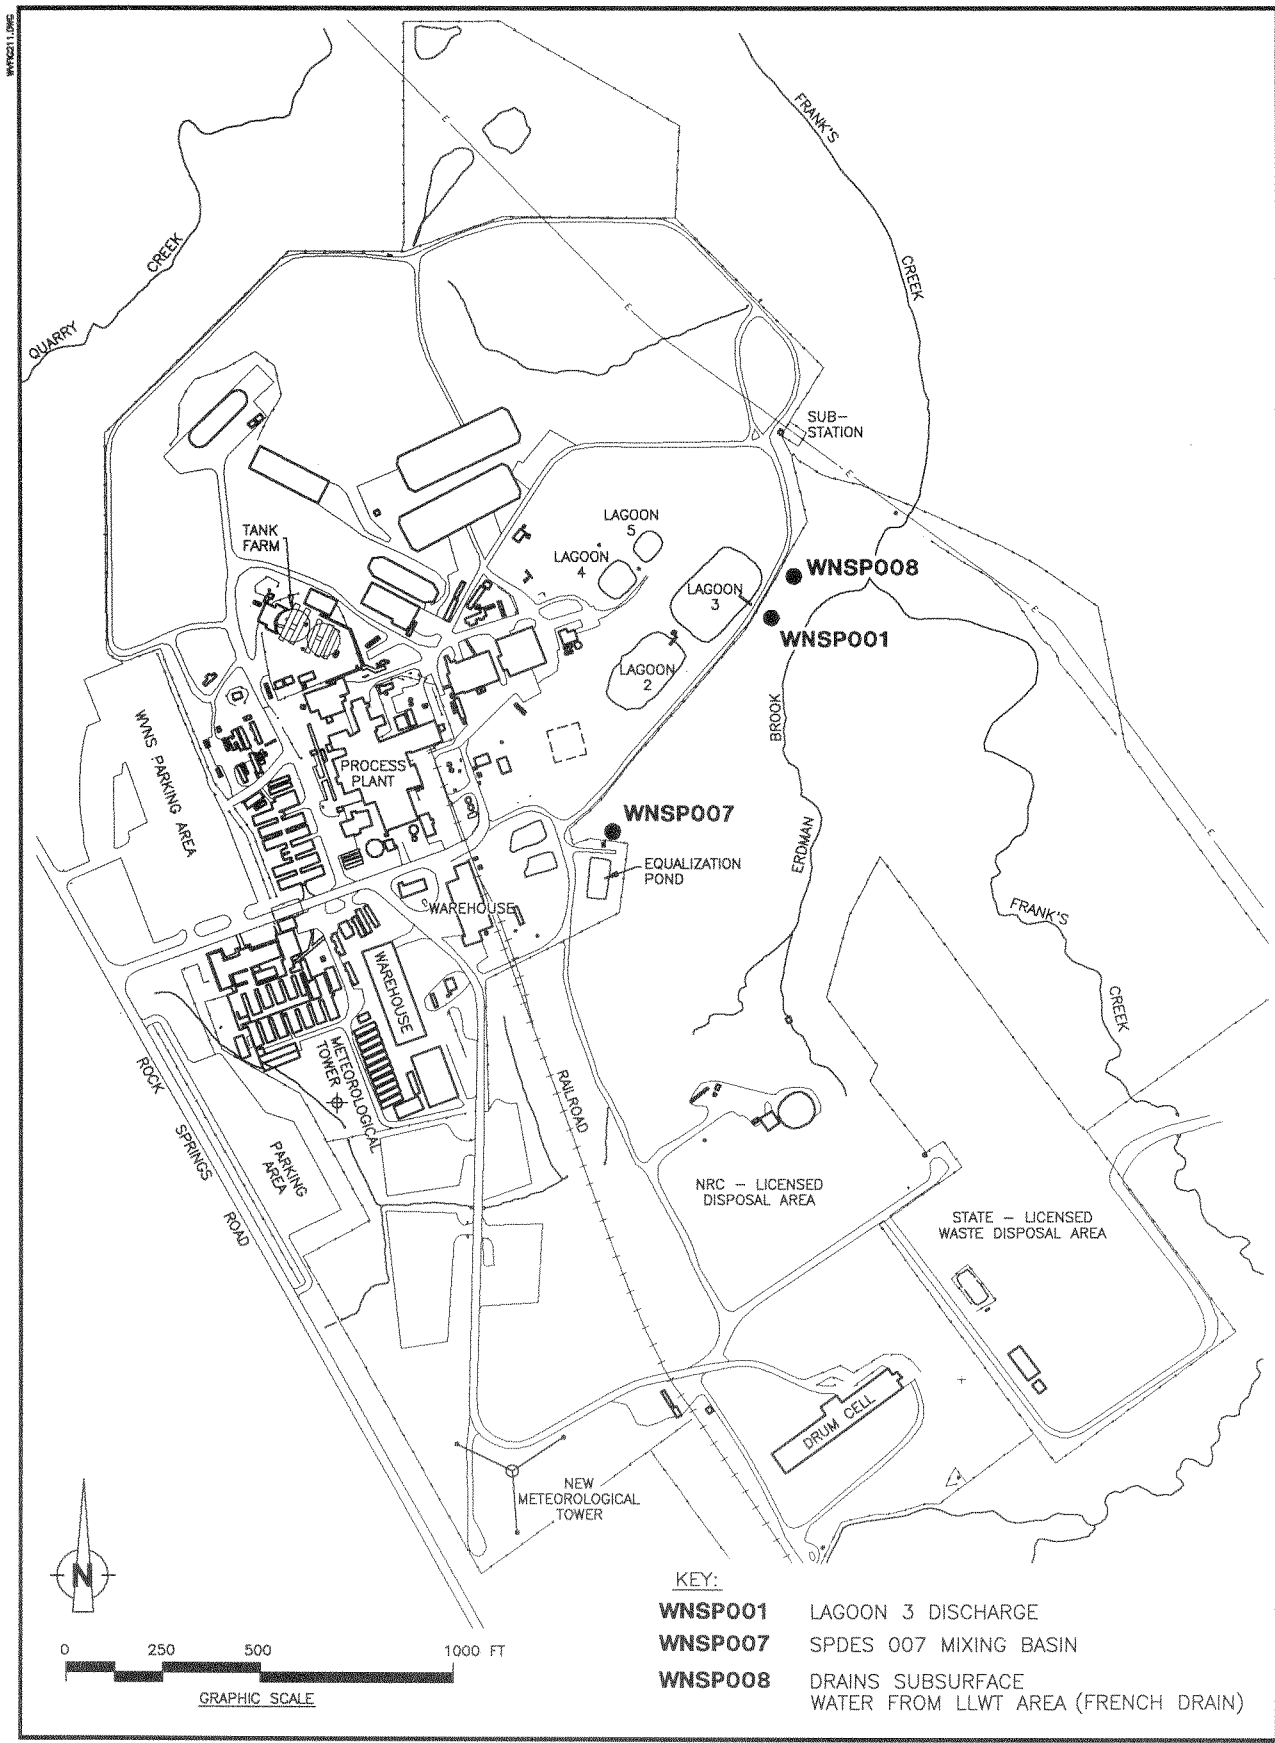 WVFIG211.DWG
FRANK'S
CREEK
QUARRY
CREEK
E
E
SUB-
STATION
E
TANK
FARM
LAGOON
5
LAGOON
4
LAGOON
3
LAGOON
2
WNSP008
WNSP001
E
BROOK
ERDMAN
WVNS PARKING AREA
PROCESS
PLANT
WNSP007
E
EQUALIZATION
POND
WAREHOUSE
WAREHOUSE
FRANK'S
CREEK
METEOROLOGICAL
TOWER
RAILROAD
ROCK
SPRINGS
ROAD
PARKING
AREA
NRC - LICENSED
DISPOSAL AREA
STATE - LICENSED
WASTE DISPOSAL AREA
DRUM CELL
NEW
METEOROLOGICAL
TOWER
N
0 250 500 1000 FT
GRAPHIC SCALE
KEY:
WNSP001 LAGOON 3 DISCHARGE
WNSP007 SPDES 007 MIXING BASIN
WNSP008 DRAINS SUBSURFACE
WATER FROM LLWT AREA (FRENCH DRAIN)